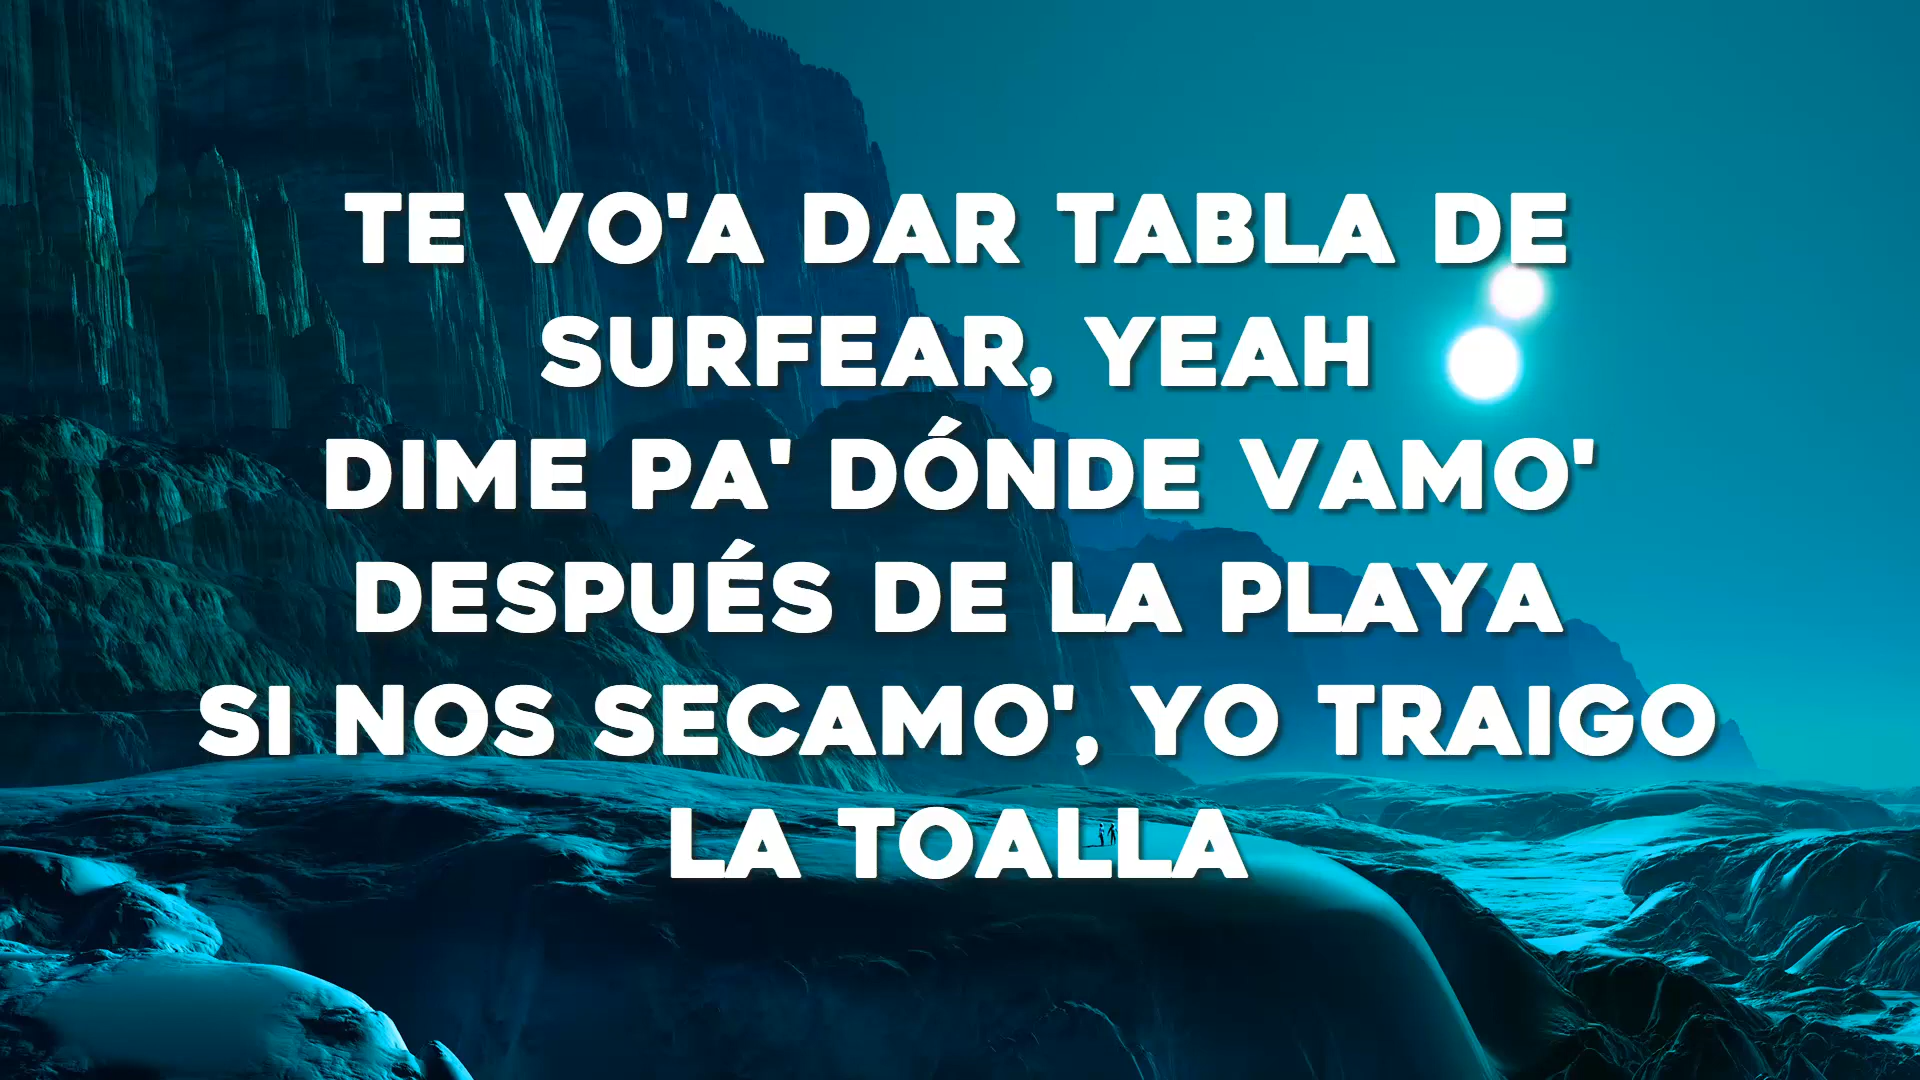 TE VO'A DAR TABLA DE
SURFEAR, YEAH
DIME PA' DÓNDE VAMO'
DESPUÉS DE LA PLAYA
SI NOS SECAMO', YO TRAIGO
LA TOALLA